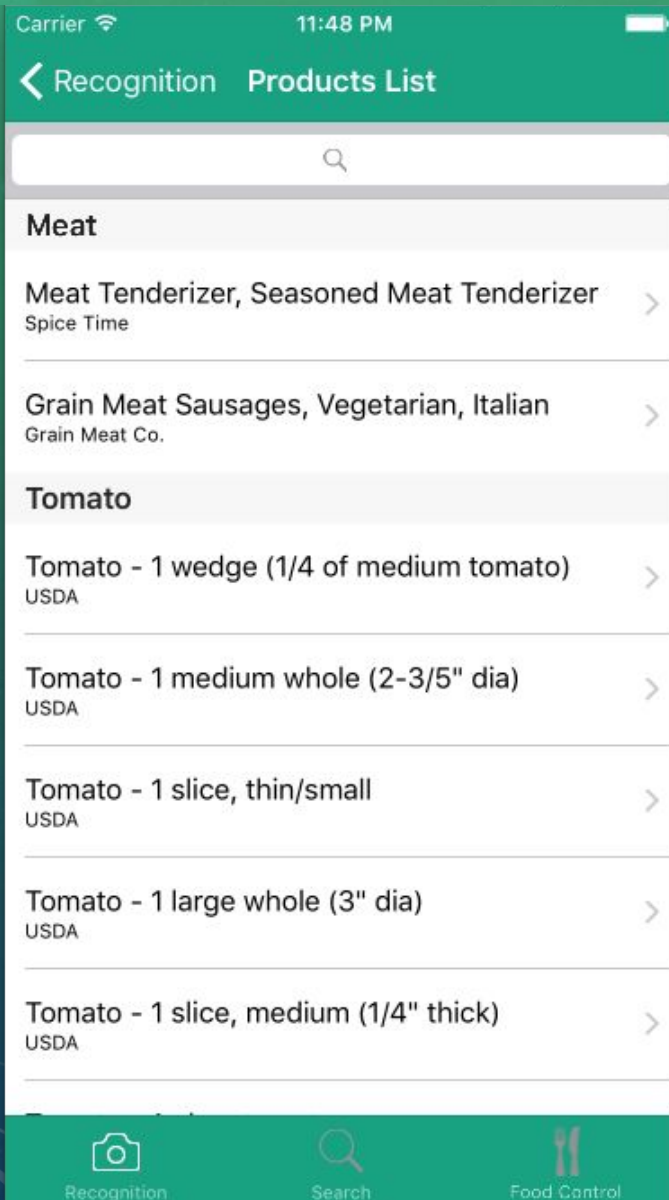 Carrier
11:48 PM
Recognition Products List
Meat
Meat Tenderizer, Seasoned Meat Tenderizer
Spice Time
Grain Meat Sausages, Vegetarian, Italian
Grain Meat Co.
Tomato
Tomato - 1 wedge (1/4 of medium tomato)
USDA
Tomato - 1 medium whole (2-3/5" dia)
USDA
Tomato - 1 slice, thin/small
USDA
Tomato - 1 large whole (3" dia)
USDA
Tomato - 1 slice, medium (1/4" thick)
USDA
Recognition Search Food Control